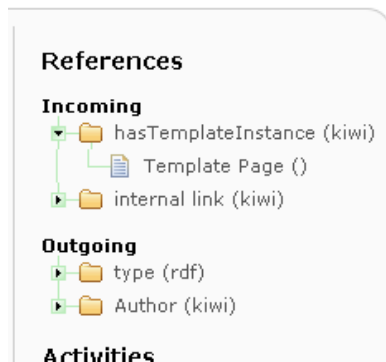 References
Incoming
hasTemplateInstance (kiwi)
Template Page ()
internal link (kiwi)
Outgoing
type (rdf)
Author (kiwi)
Activities